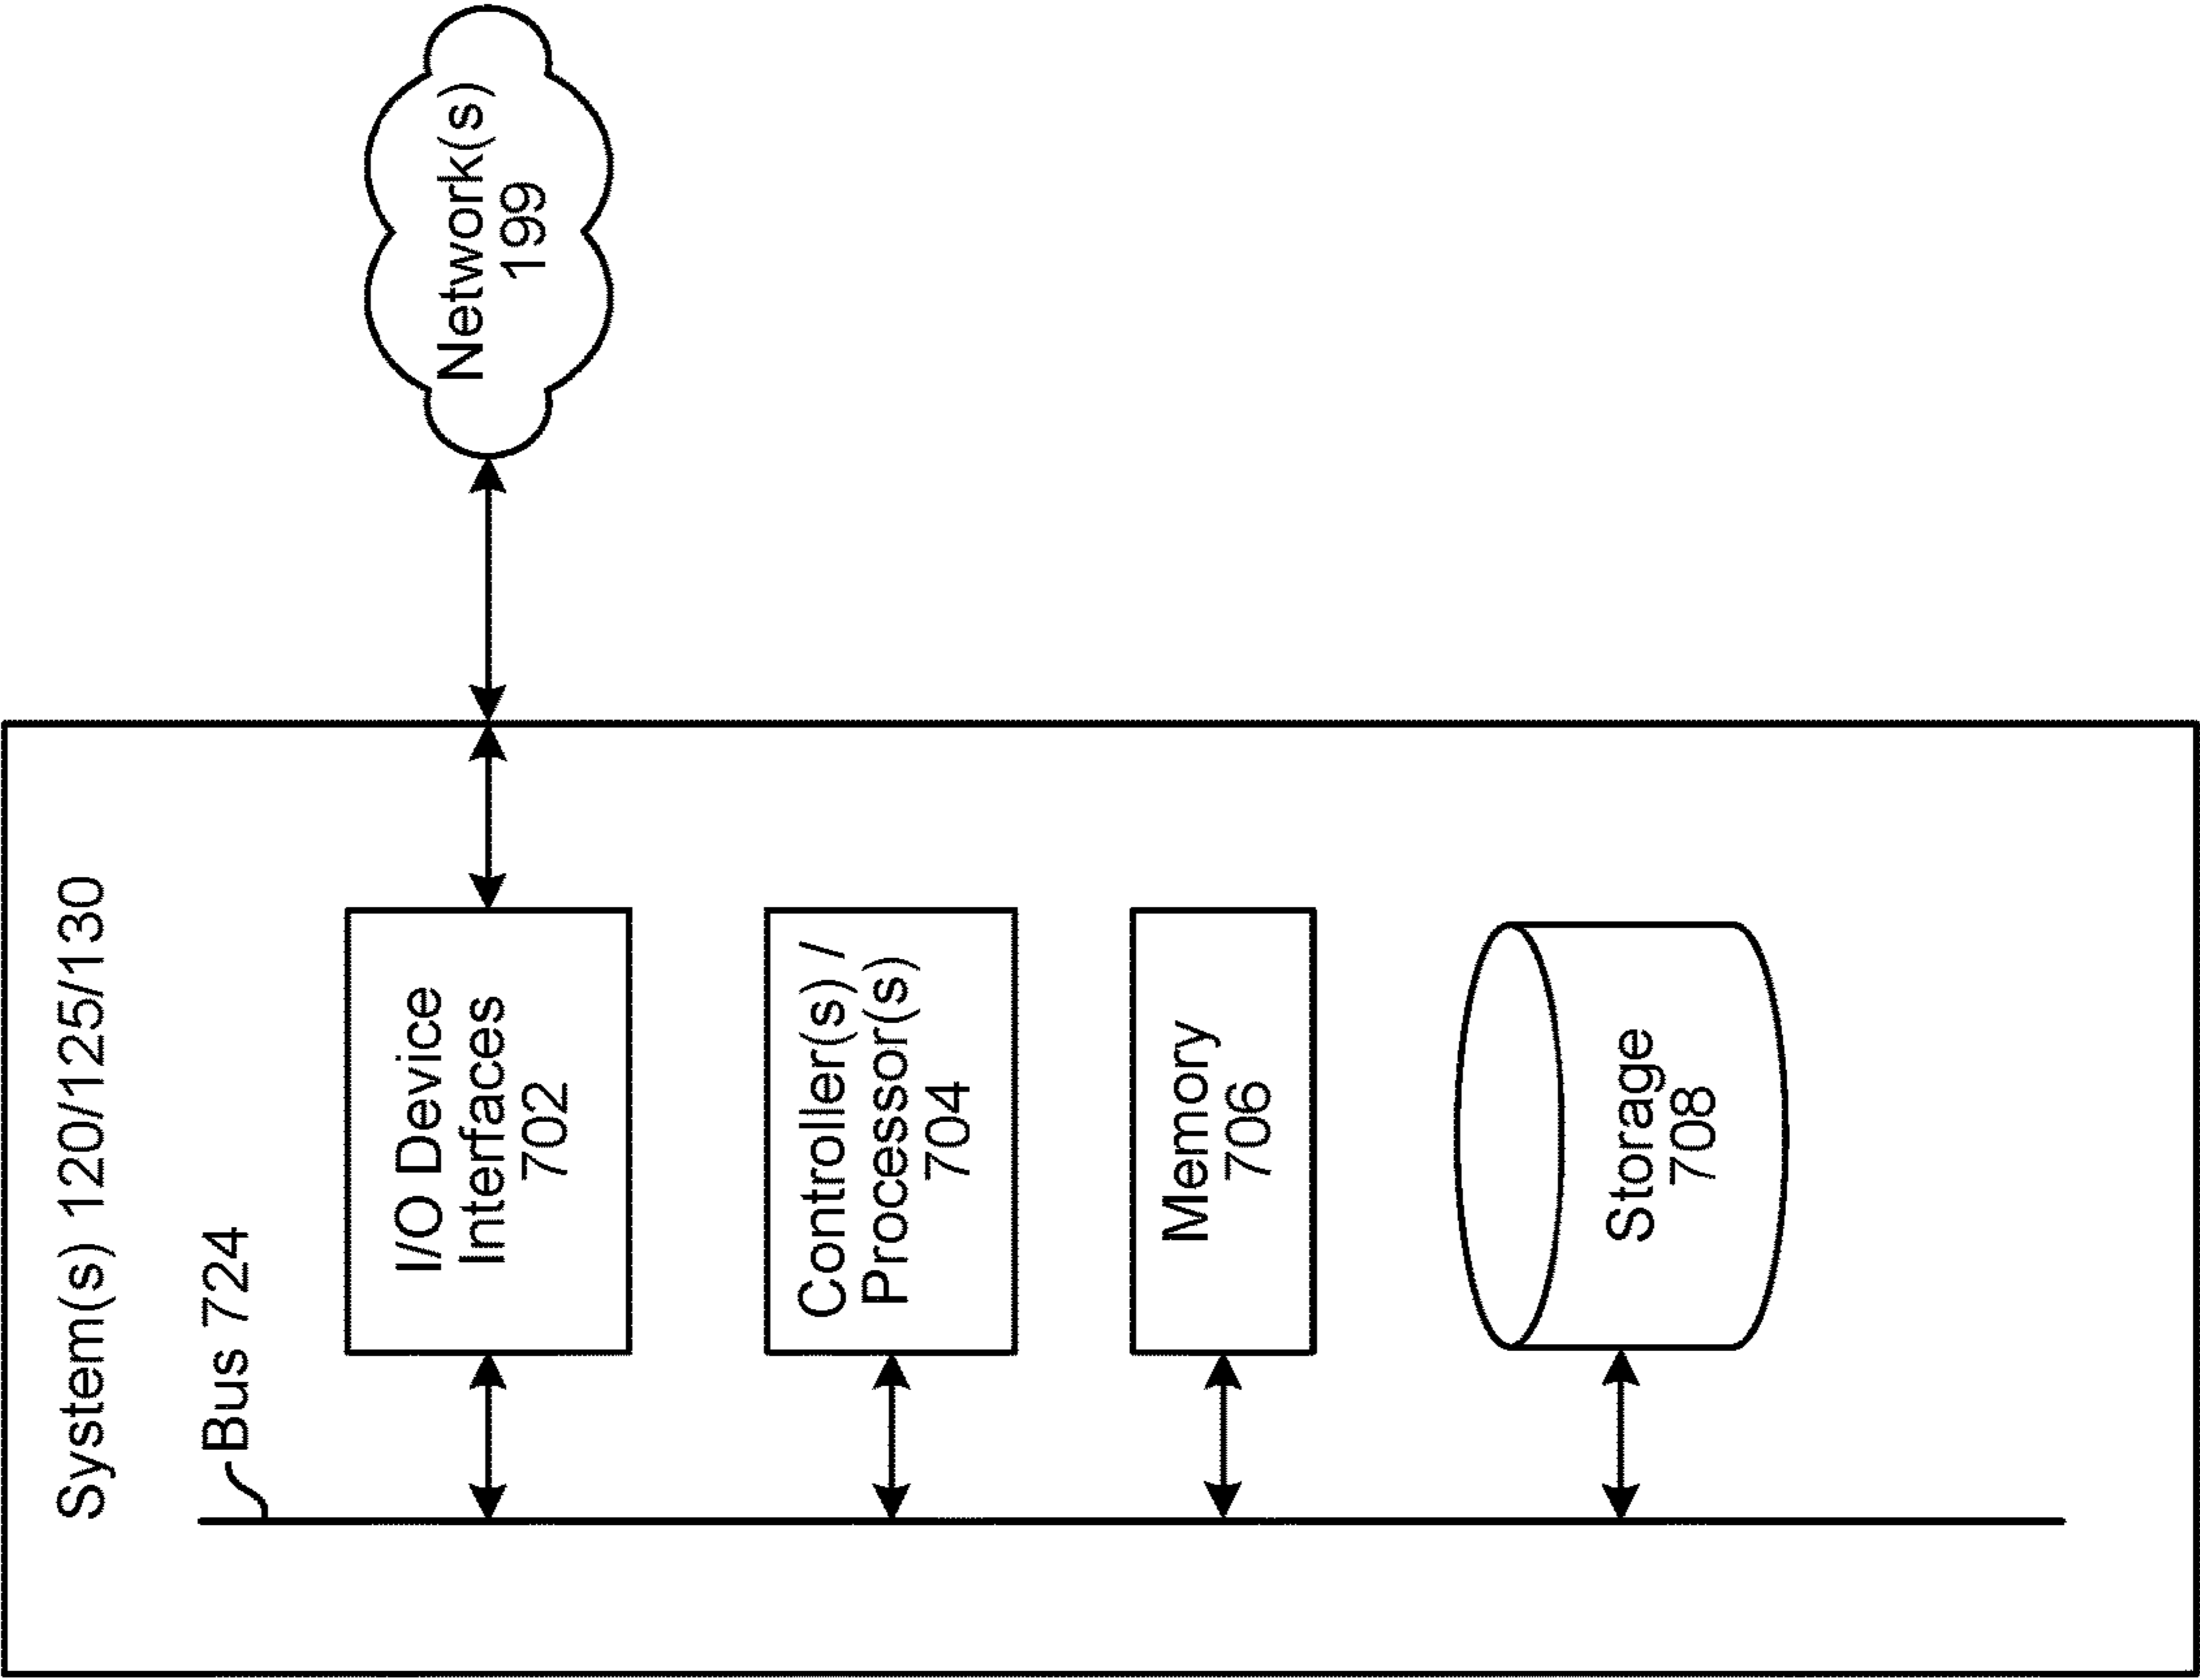 System(s) 120/125/130
Bus 724
I/O Device
Interfaces
702
Network(s)
199
Controller(s) /
Processor(s)
704
Memory
706
Storage
708